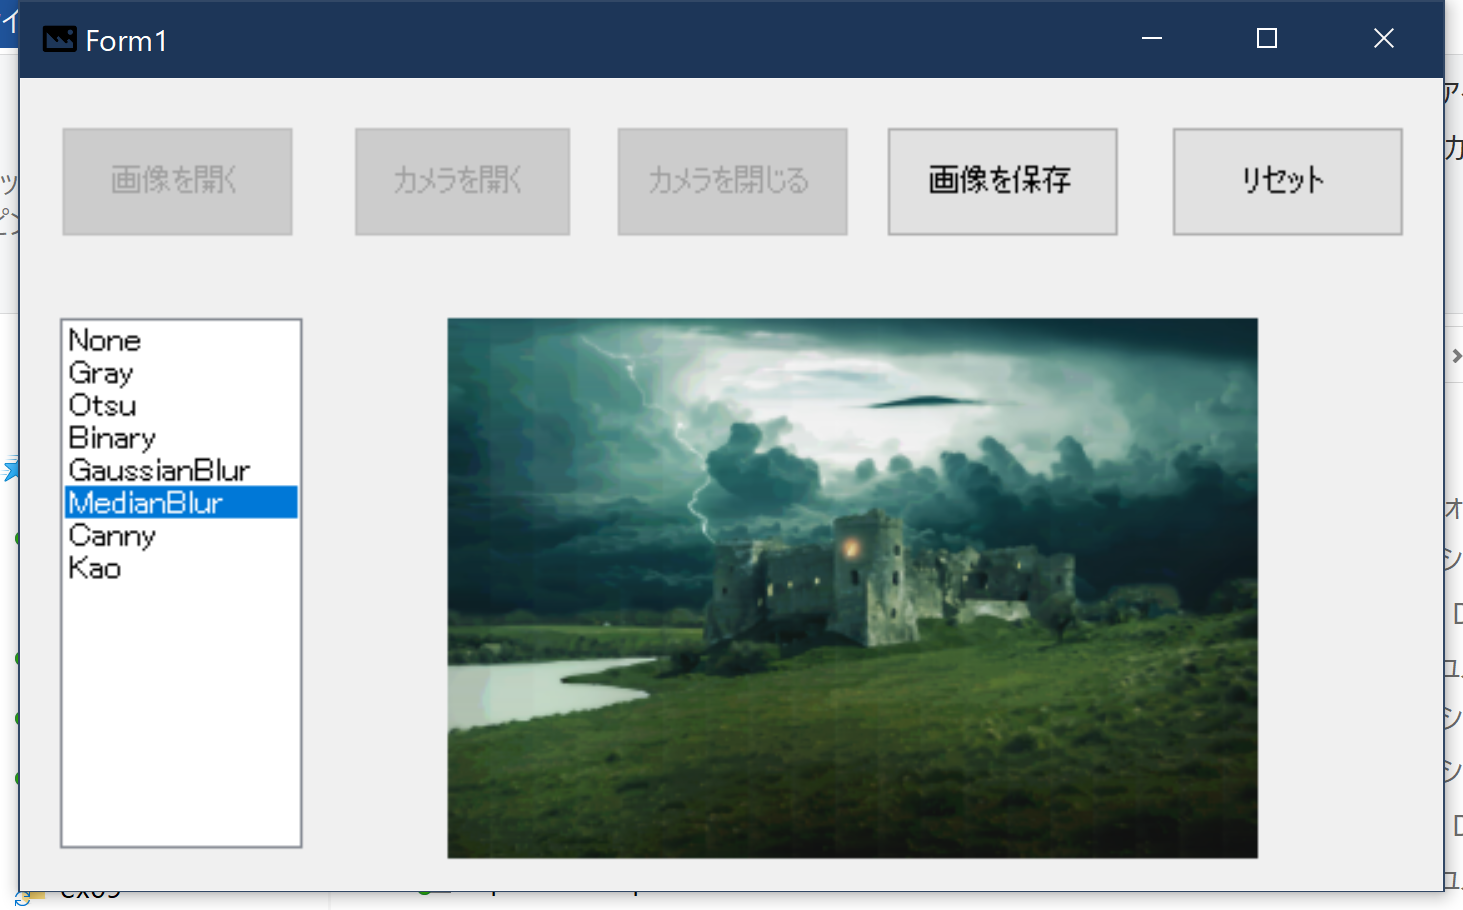 Form1
画像を開く
カメラを開く
カメラを閉じる
画像を保存
リセット
None
Gray
Otsu
Binary
GaussianBlur
MedianBlur
Canny
Kao